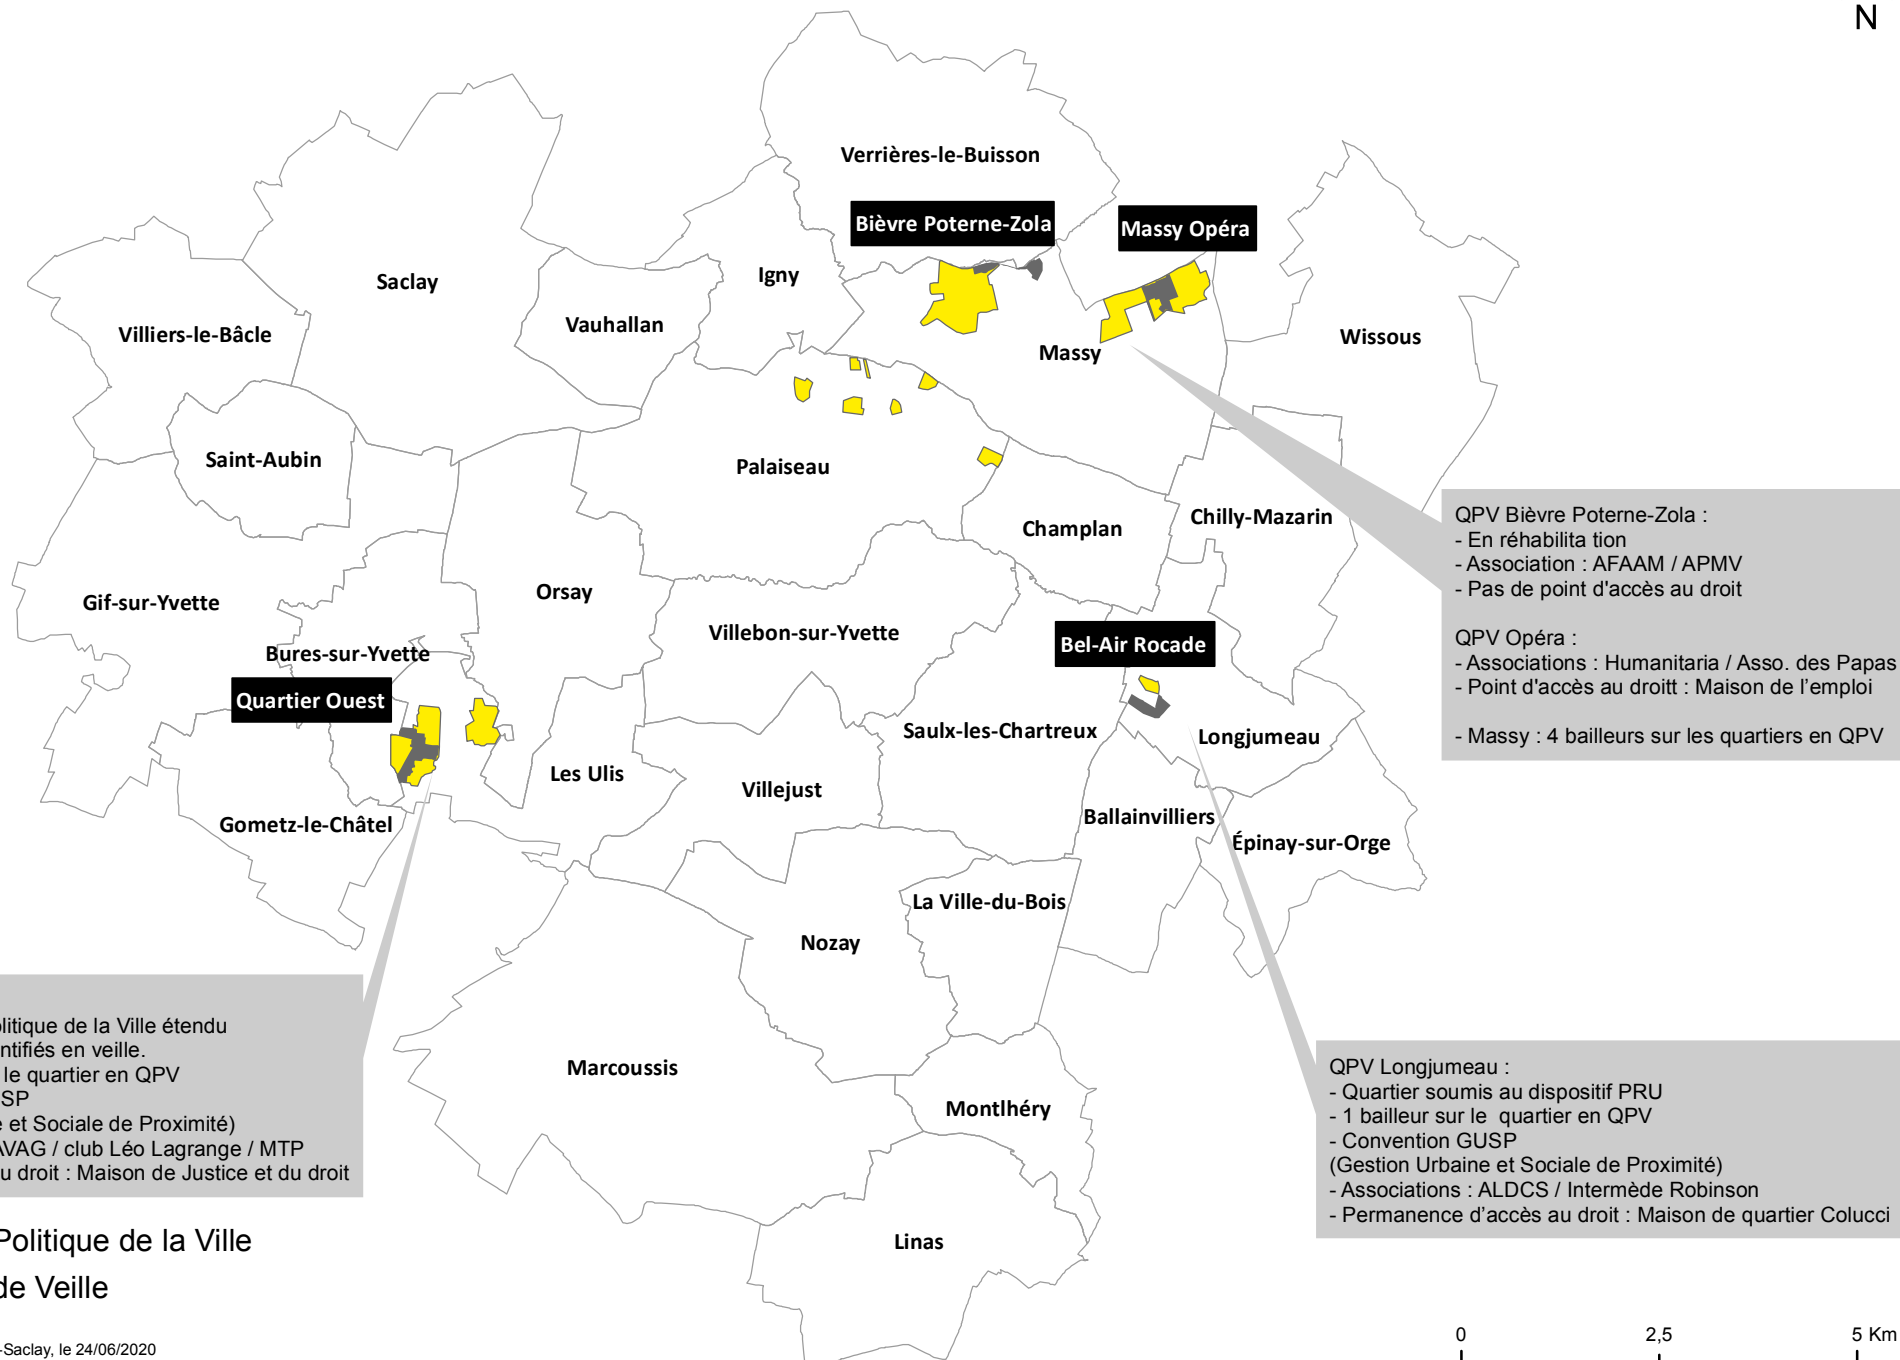 N
Verrières-le-Buisson
Bièvre Poterne-Zola
Massy Opéra
Igny
Saclay
Vauhallan
Villiers-le-Bâcle
Wissous
Massy
Saint-Aubin
Palaiseau
Champlan
Chilly-Mazarin
Orsay
Gif-sur-Yvette
Villebon-sur-Yvette
Bures-sur-Yvette
Bel-Air Rocade
Quartier Ouest
Saulx-les-Chartreux
Longjumeau
Les Ulis
Villejust
Gometz-le-Châtel
Ballainvilliers
Épinay-sur-Orge
La Ville-du-Bois
Nozay
Marcoussis
Montlhéry
Linas
QPV Bièvre Poterne-Zola :
- En réhabilita tion
- Association : AFAAM / APMV
- Pas de point d'accès au droit
QPV Opéra :
- Associations : Humanitaria / Asso. des Papas
- Point d'accès au droitt : Maison de l’emploi
- Massy : 4 bailleurs sur les quartiers en QPV
litique de la Ville étendu
ntifiés en veille.
le quartier en QPV
SP
e et Sociale de Proximité)
AVAG / club Léo Lagrange / MTP
u droit : Maison de Justice et du droit
QPV Longjumeau :
- Quartier soumis au dispositif PRU
- 1 bailleur sur le quartier en QPV
- Convention GUSP
(Gestion Urbaine et Sociale de Proximité)
- Associations : ALDCS / Intermède Robinson
- Permanence d’accès au droit : Maison de quartier Colucci
Politique de la Ville
de Veille
-Saclay, le 24/06/2020
0 2,5 5 Km